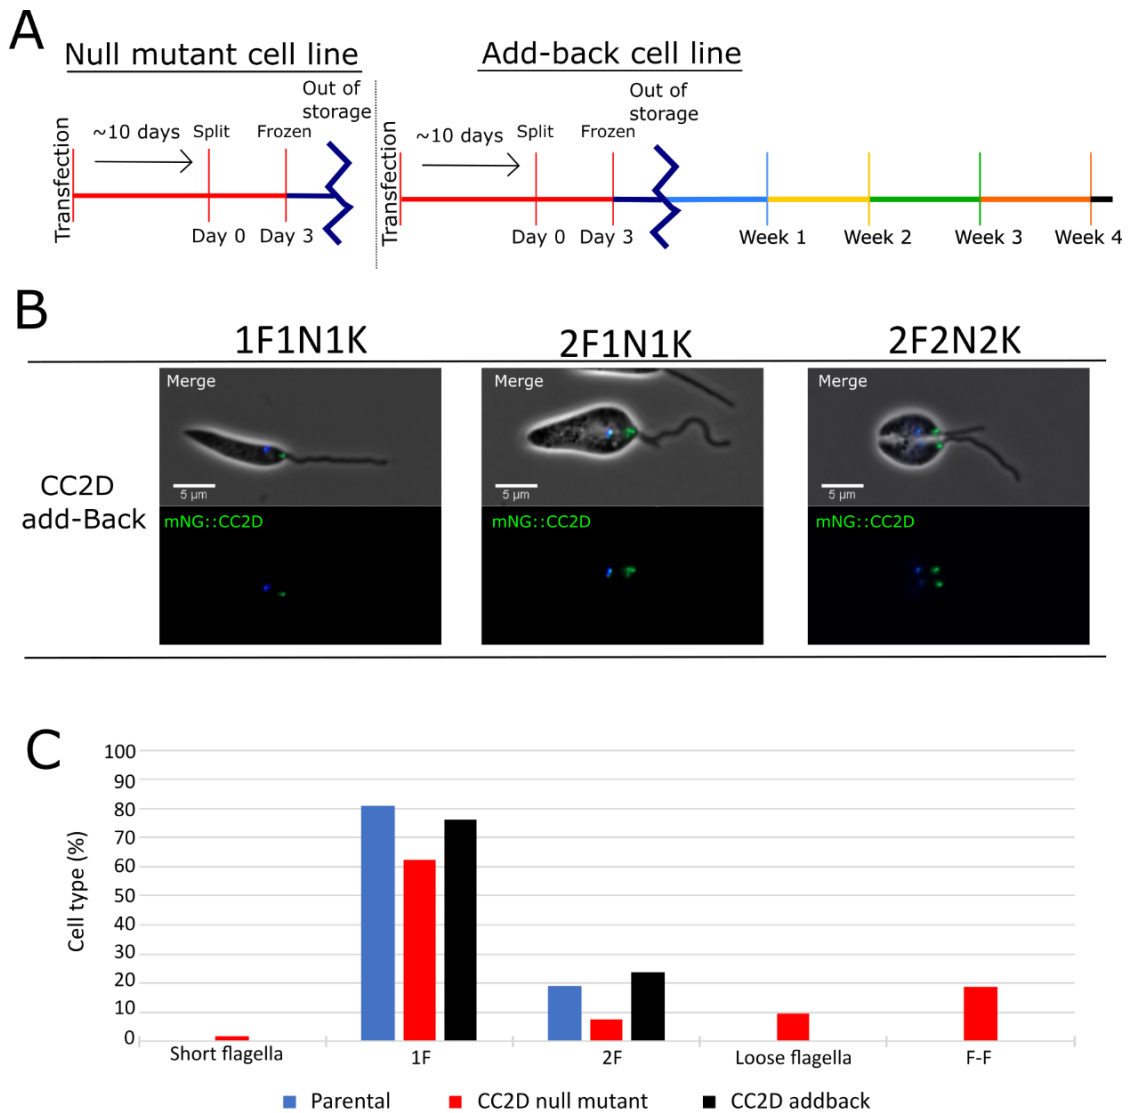 A
Null mutant cell line
Add-back cell line
Transfection
~10 days
Split
Frozen
Out of
storage
Day 0
Day 3
Transfection
~10 days
Split
Frozen
Out of
storage
Day 0
Day 3
Week 1
Week 2
Week 3
Week 4
B
1F1N1K
2F1N1K
2F2N2K
CC2D
add-Back
Merge
5 µm
mNG::CC2D
Merge
5 µm
mNG::CC2D
Merge
5 µm
mNG::CC2D
C
Cell type (%)
100
90
80
70
60
50
40
30
20
10
0
Short flagella
1F
2F
Loose flagella
F-F
Parental
CC2D null mutant
CC2D addback